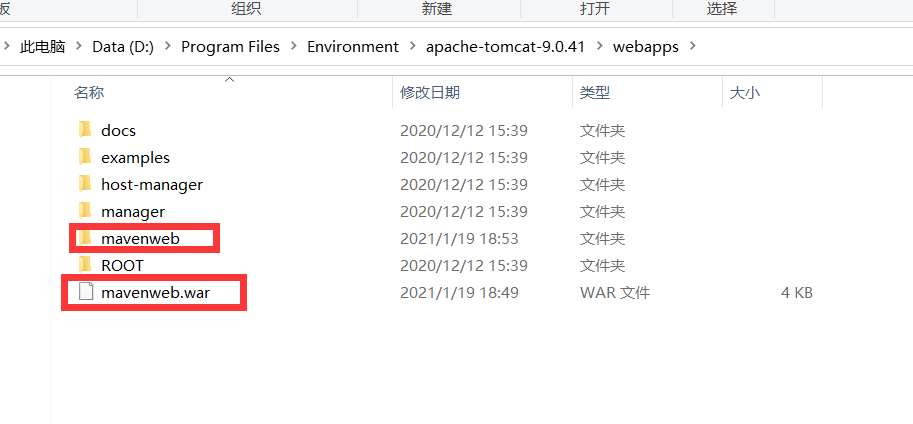 板 组织 新建 打开 选择
此电脑 > Data (D:) > Program Files > Environment > apache-tomcat-9.0.41 > webapps >
名称 修改日期 类型 大小
docs 2020/12/12 15:39 文件夹
examples 2020/12/12 15:39 文件夹
host-manager 2020/12/12 15:39 文件夹
manager 2020/12/12 15:39 文件夹
mavenweb 2021/1/19 18:53 文件夹
ROOT 2020/12/12 15:39 文件夹
mavenweb.war 2021/1/19 18:49 WAR 文件 4 KB